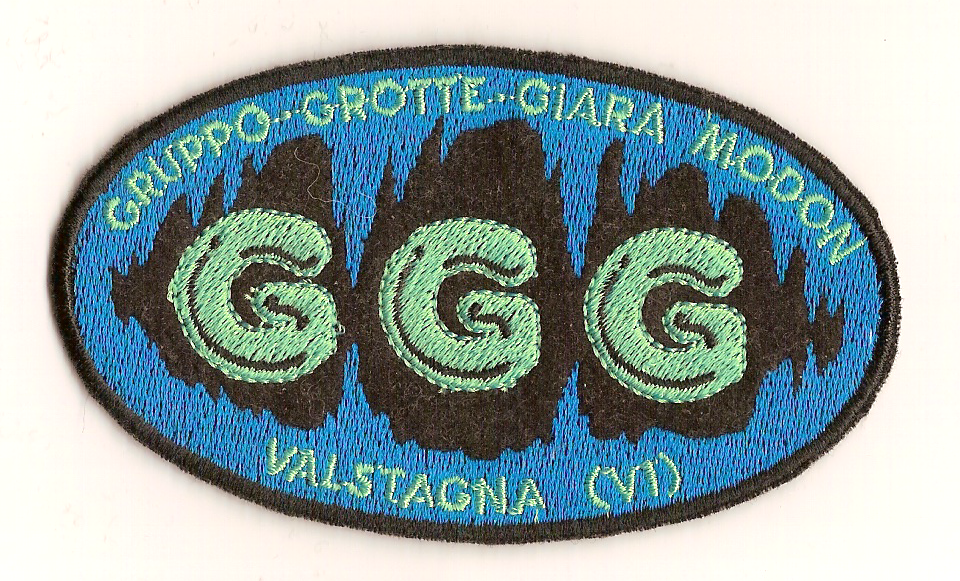 GRUPPO--GROTTE--GIARA MODON
GGG
VALSTAGNA (VI)